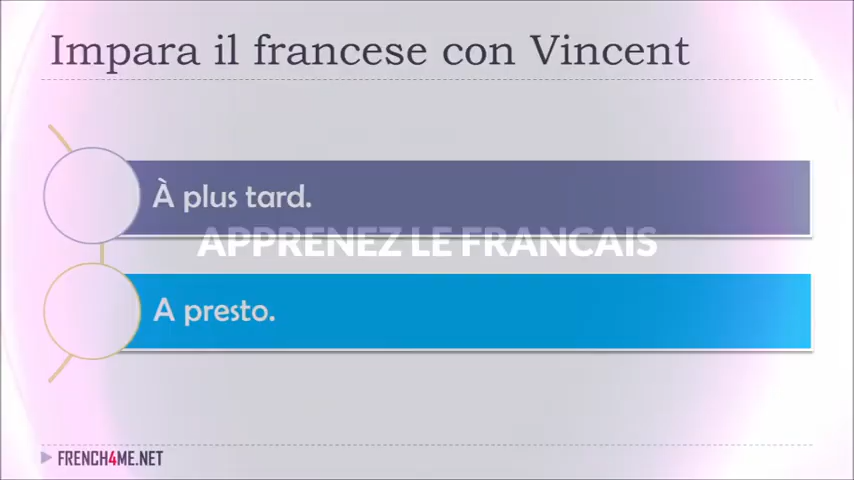 Impara il francese con Vincent
À plus tard.
APPRENEZ LE FRANCAIS
A presto.
FRENCH4ME.NET